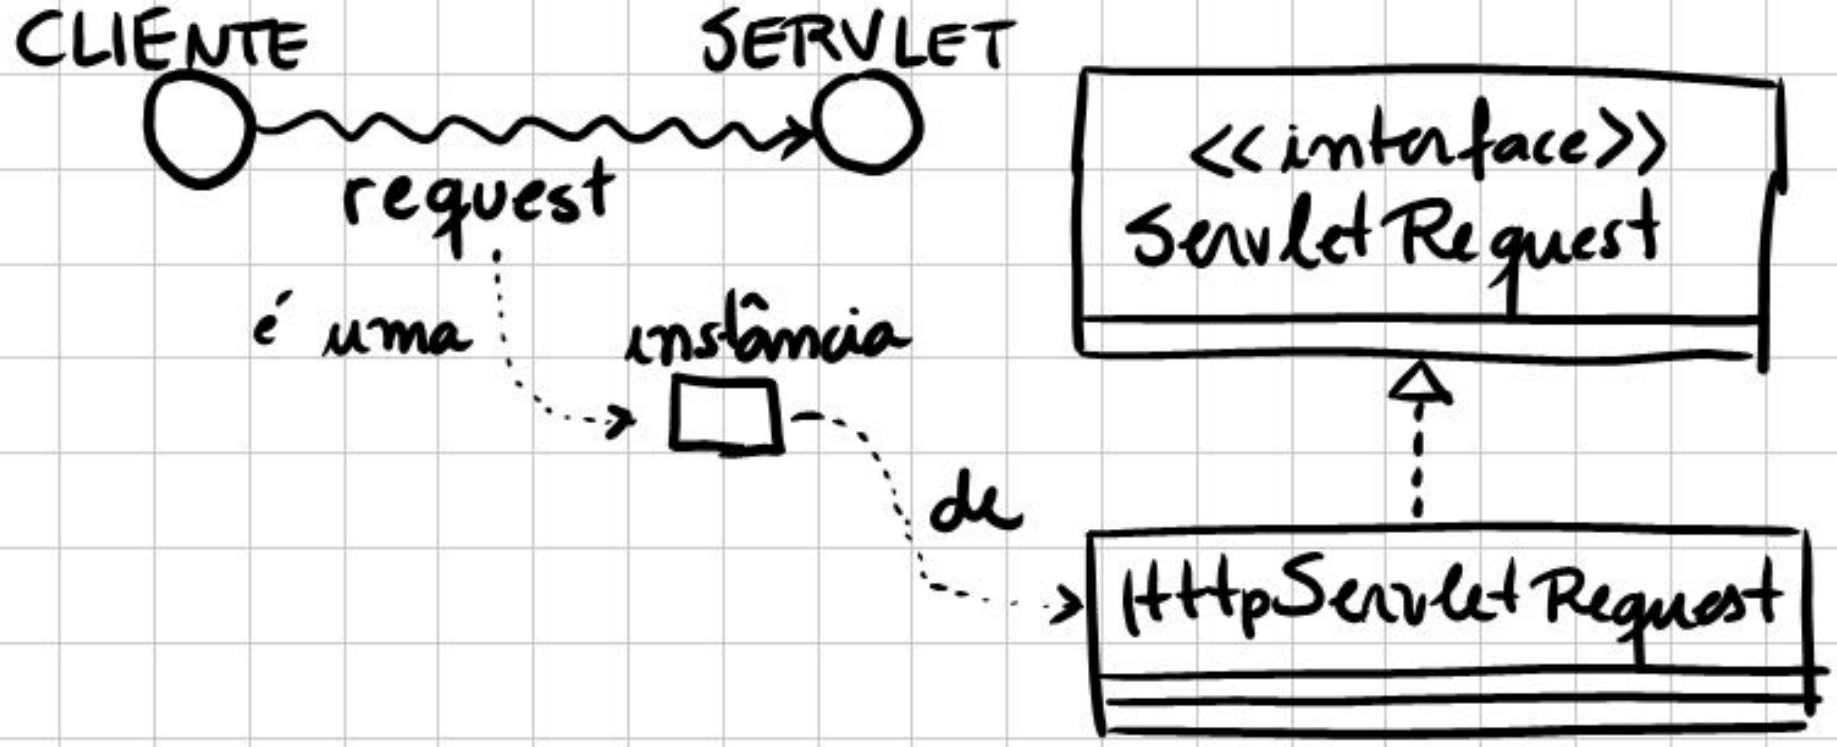 CLIENTE
SERVLET
request
é uma
instância
de
<<interface>>
ServletRequest
HttpServletRequest